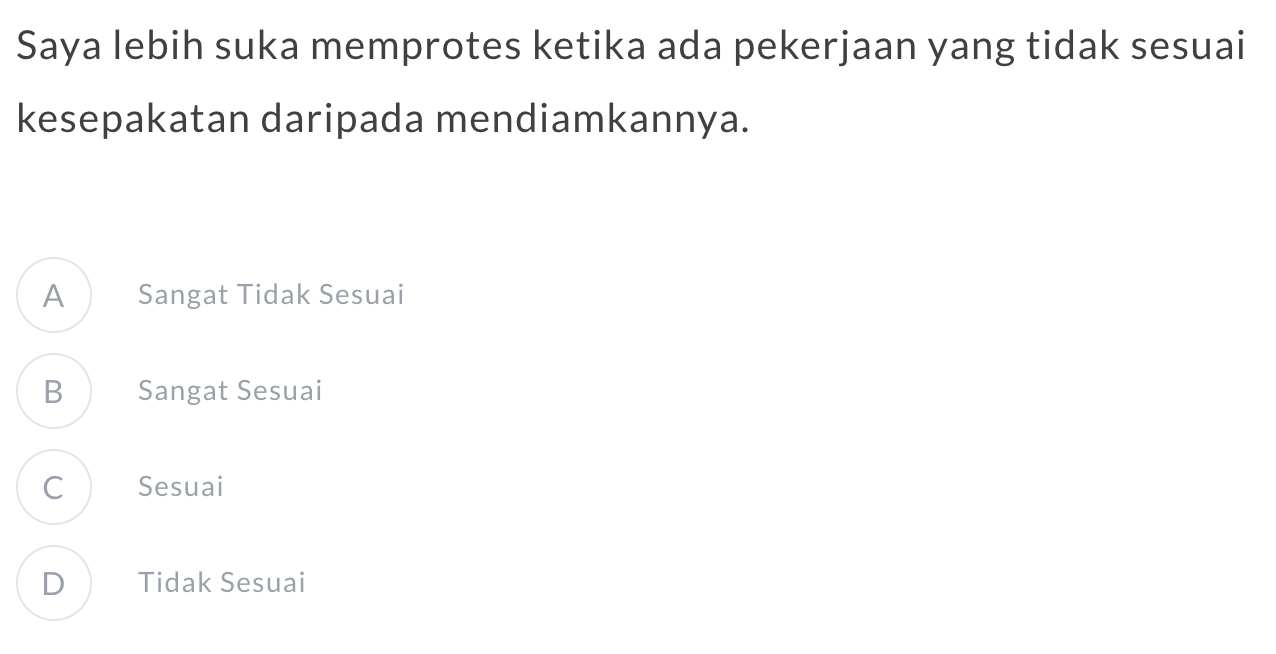 Saya lebih suka memprotes ketika ada pekerjaan yang tidak sesuai
kesepakatan daripada mendiamkannya.
A Sangat Tidak Sesuai
B Sangat Sesuai
C Sesuai
D Tidak Sesuai